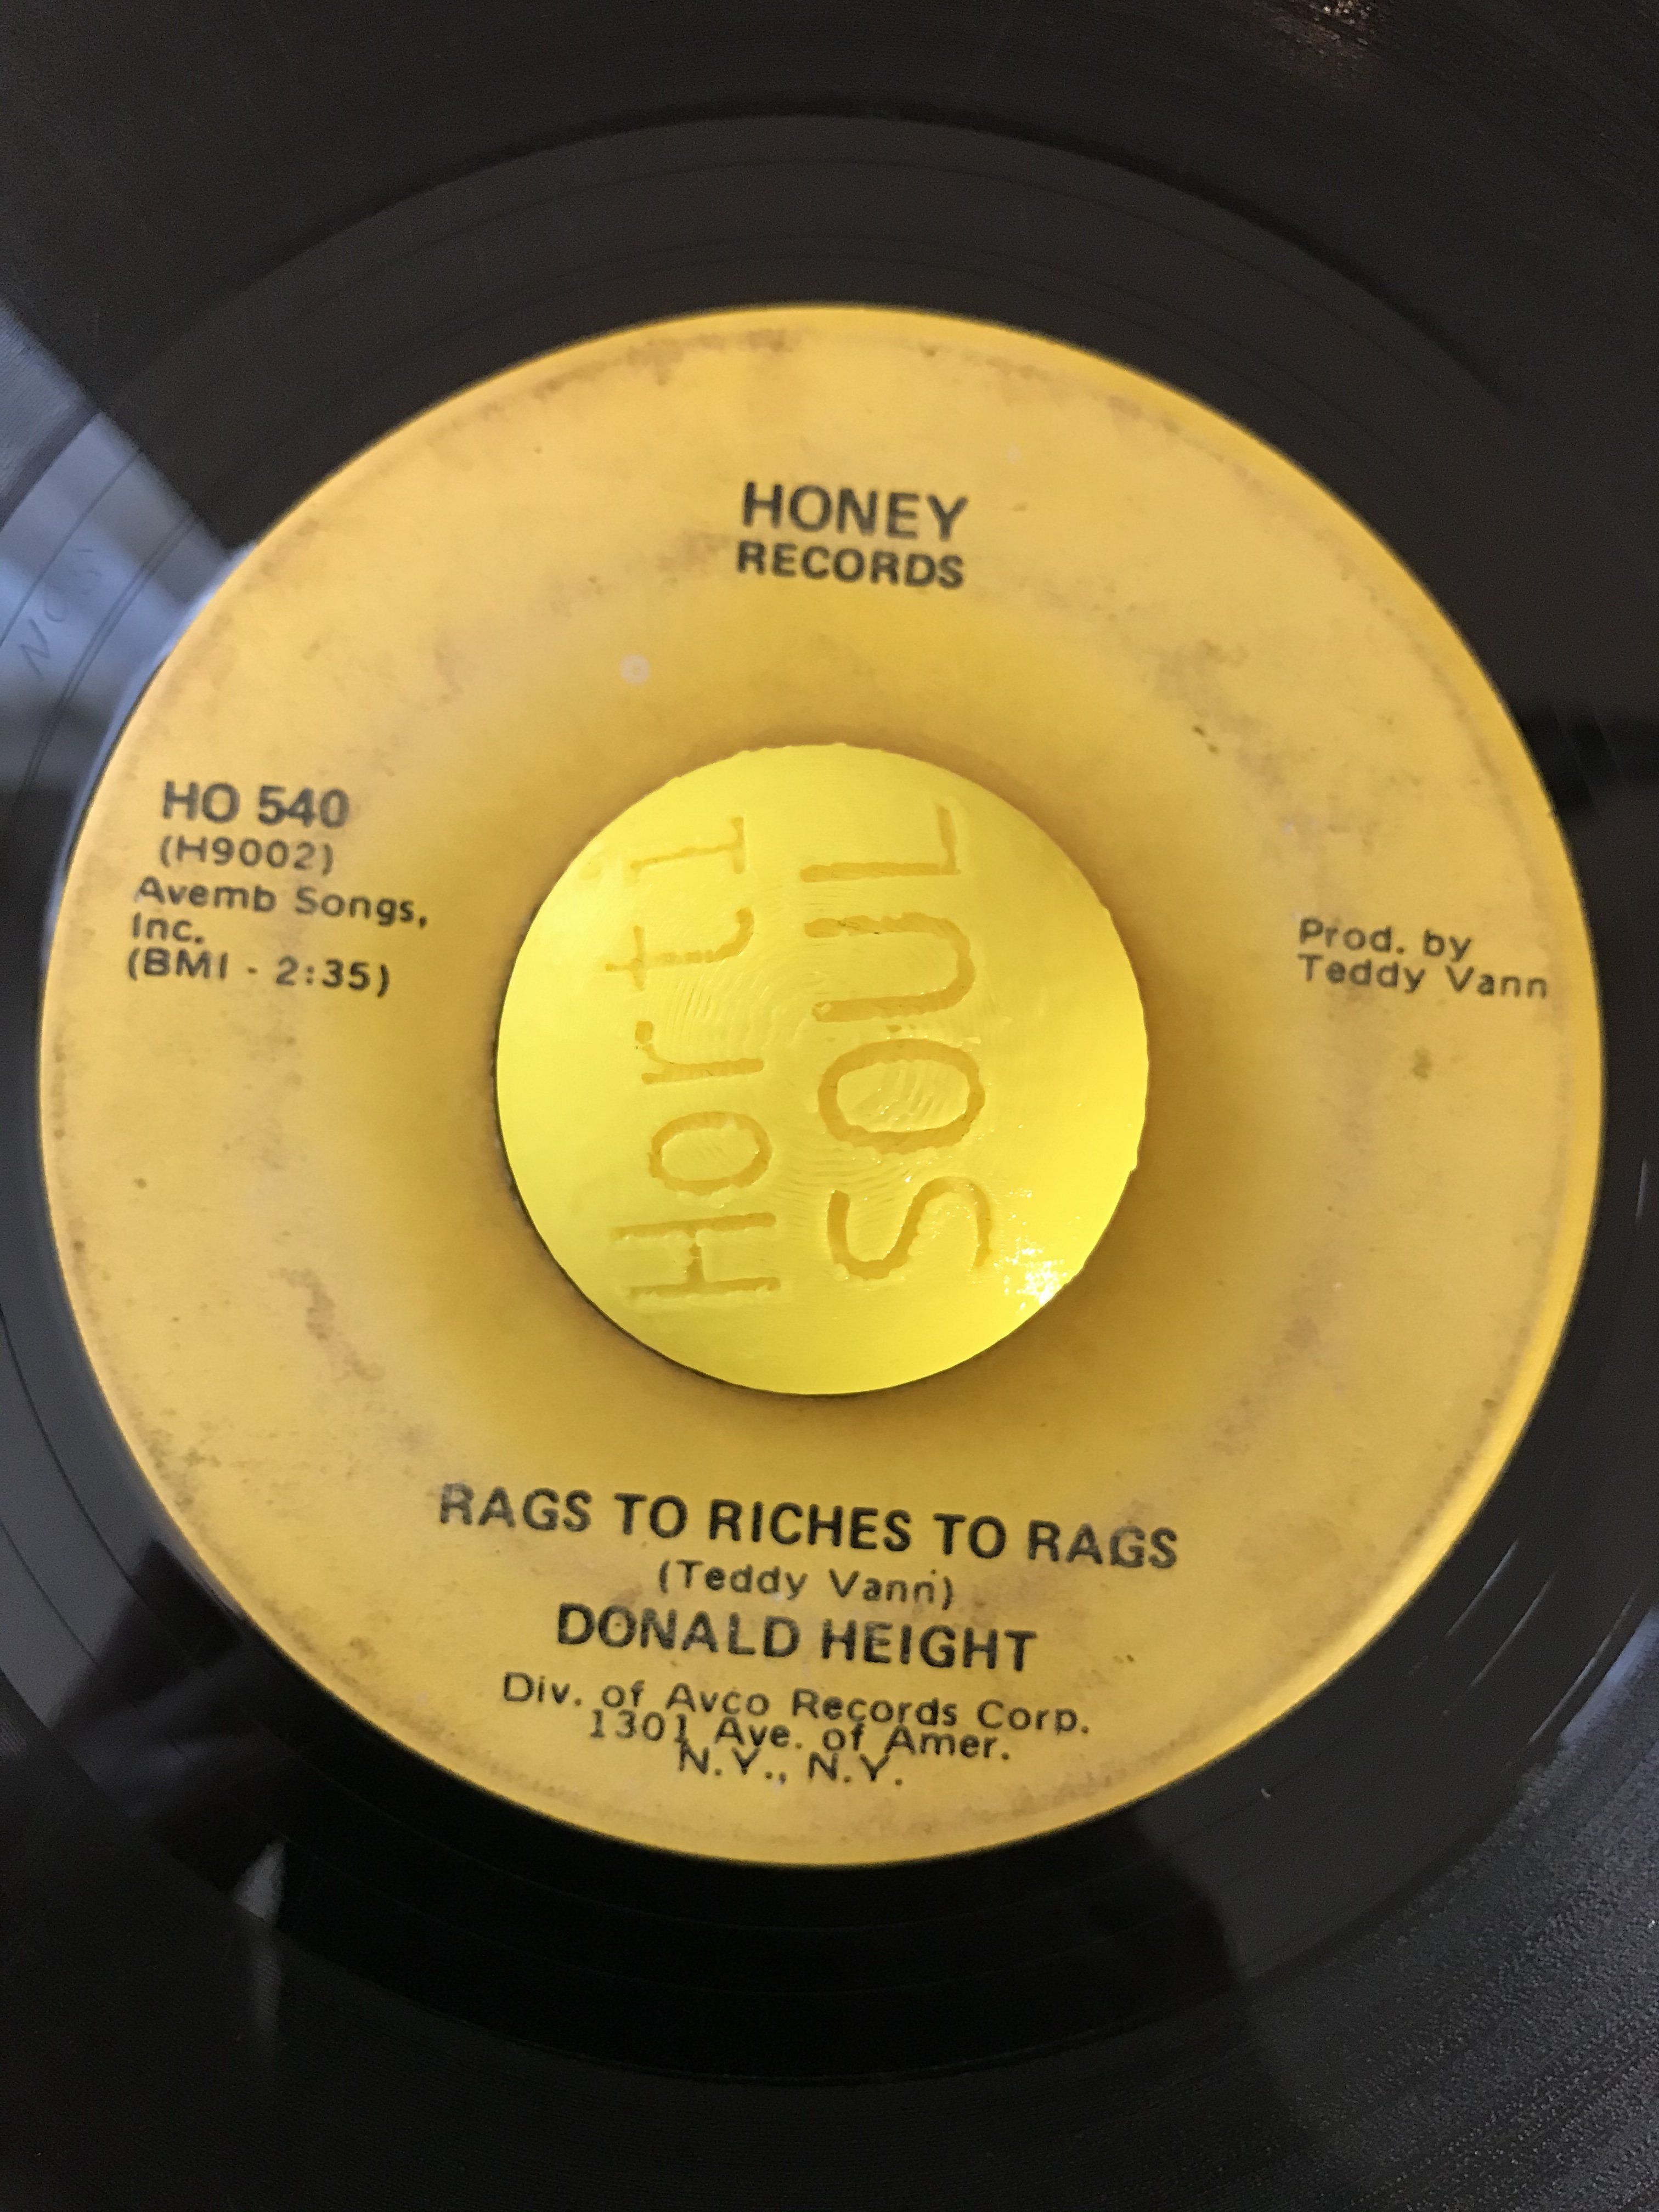 HONEY
RECORDS
HO 540
(H9002)
Avemb Songs,
Inc.
(BMI - 2:35)
Prod. by
Teddy Vann
Horti
SOUL
RAGS TO RICHES TO RAGS
(Teddy Vann)
DONALD HEIGHT
Div. of Avco Records Corp.
1301 Ave. of Amer.
N.Y., N.Y.